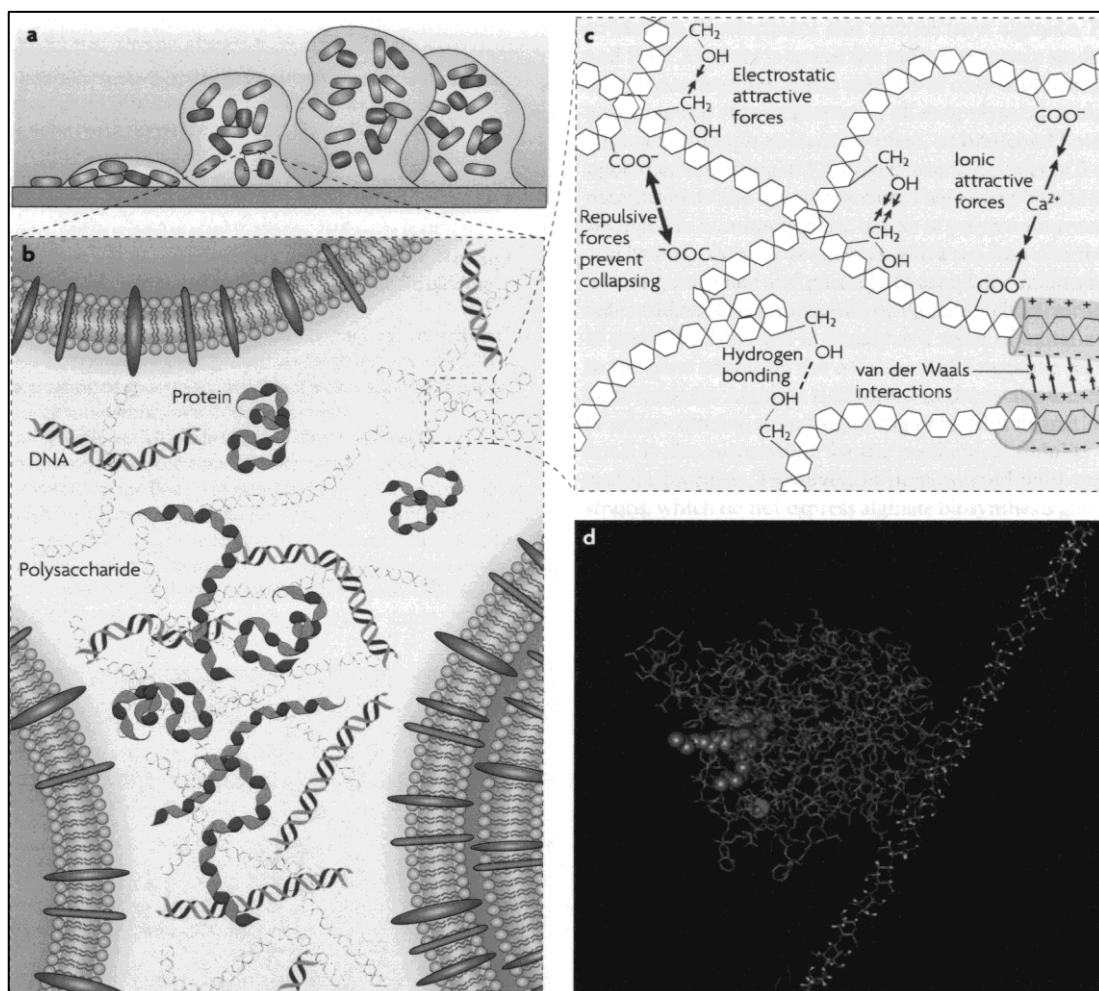 a
b
Protein
DNA
Polysaccharide
c
CH2
OH
CH2
OH
Electrostatic
attractive
forces
COO-
Repulsive
forces
prevent
collapsing
-OOC
CH2
OH
CH2
OH
Ionic
attractive
forces
COO-
Ca2+
COO-
+ + +
- - -
CH2
OH
Hydrogen
bonding
OH
CH2
van der Waals
interactions
+ + +
- - -
d